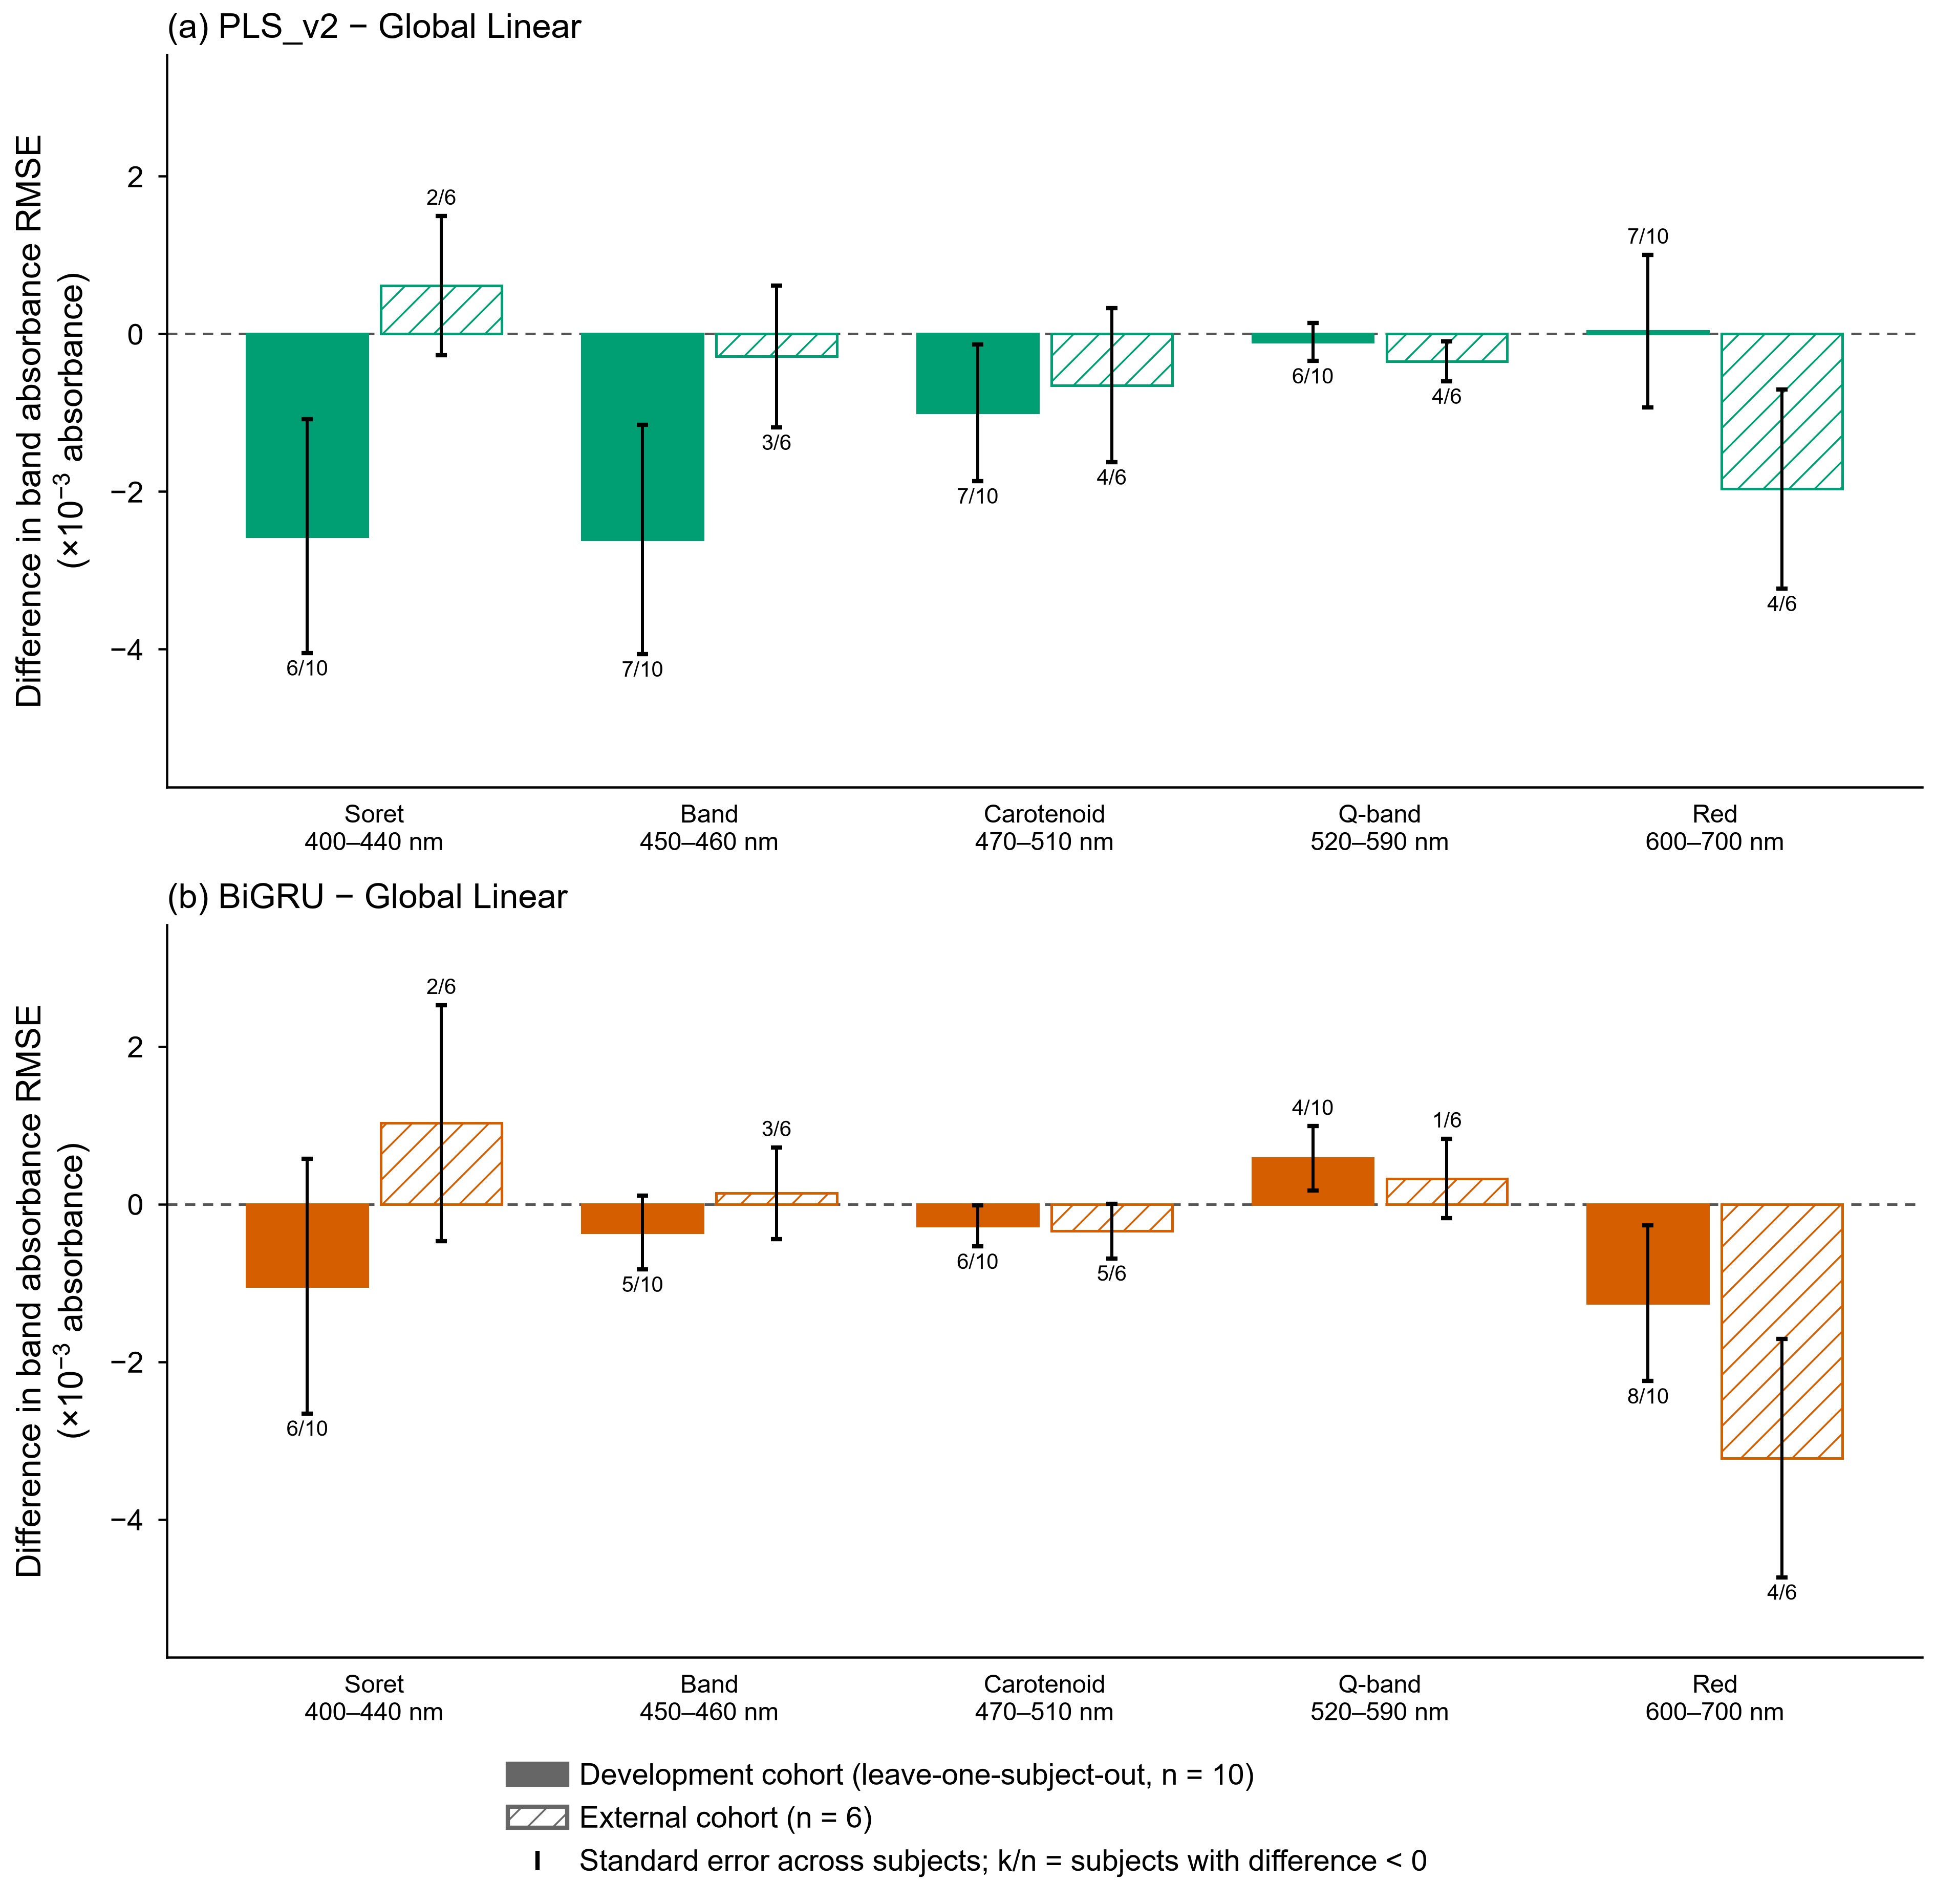 (a) PLS_v2 − Global Linear
Difference in band absorbance RMSE
(×10⁻³ absorbance)
2
0
−2
−4
2/6
7/10
6/10
7/10
3/6
7/10
4/6
6/10
4/6
4/6
Soret
400–440 nm
Band
450–460 nm
Carotenoid
470–510 nm
Q-band
520–590 nm
Red
600–700 nm
(b) BiGRU − Global Linear
Difference in band absorbance RMSE
(×10⁻³ absorbance)
2
0
−2
−4
6/10
2/6
5/10
3/6
6/10
5/6
4/10
1/6
8/10
4/6
Soret
400–440 nm
Band
450–460 nm
Carotenoid
470–510 nm
Q-band
520–590 nm
Red
600–700 nm
Development cohort (leave-one-subject-out, n = 10)
External cohort (n = 6)
Standard error across subjects; k/n = subjects with difference < 0